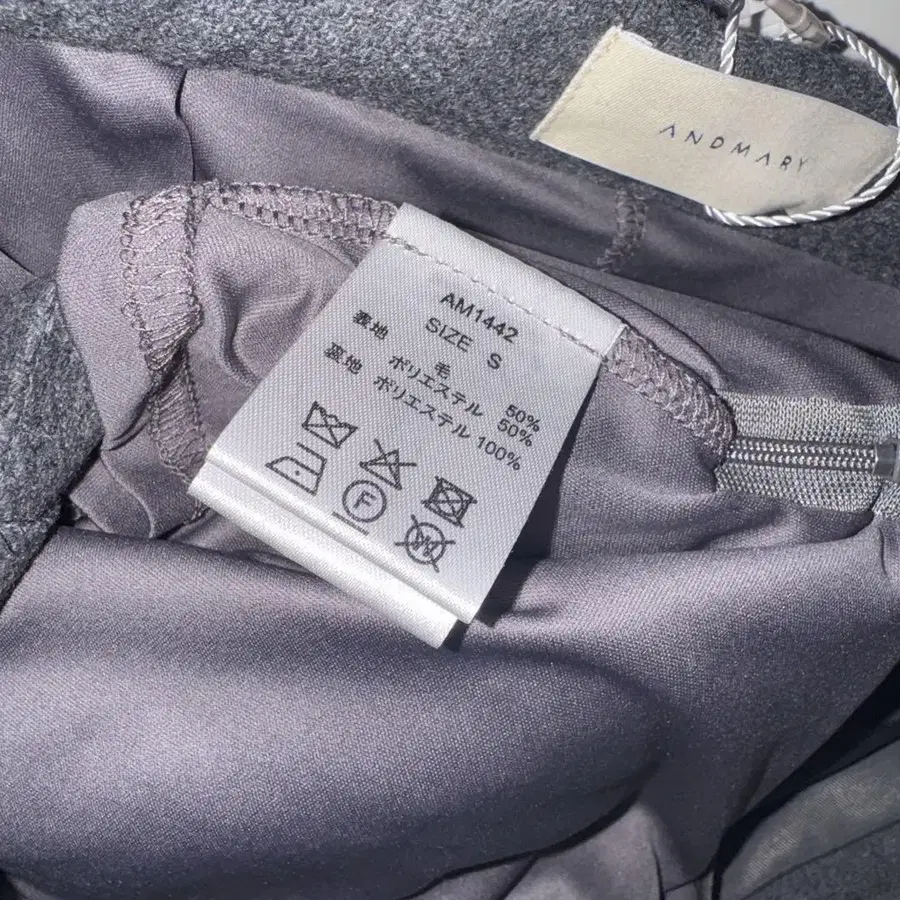 ANDMARY
AM1442
SIZE S
表地 毛 50%
ポリエステル 50%
裏地 ポリエステル 100%
F
W